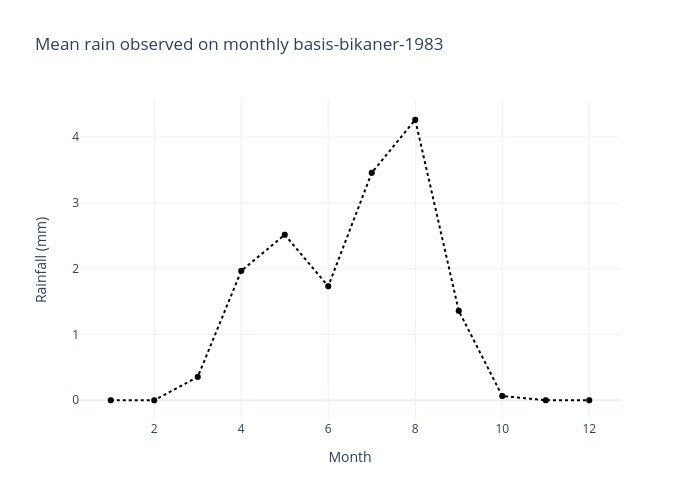 Mean rain observed on monthly basis-bikaner-1983
Rainfall (mm)
4
3
2
1
0
2 4 6 8 10 12
Month